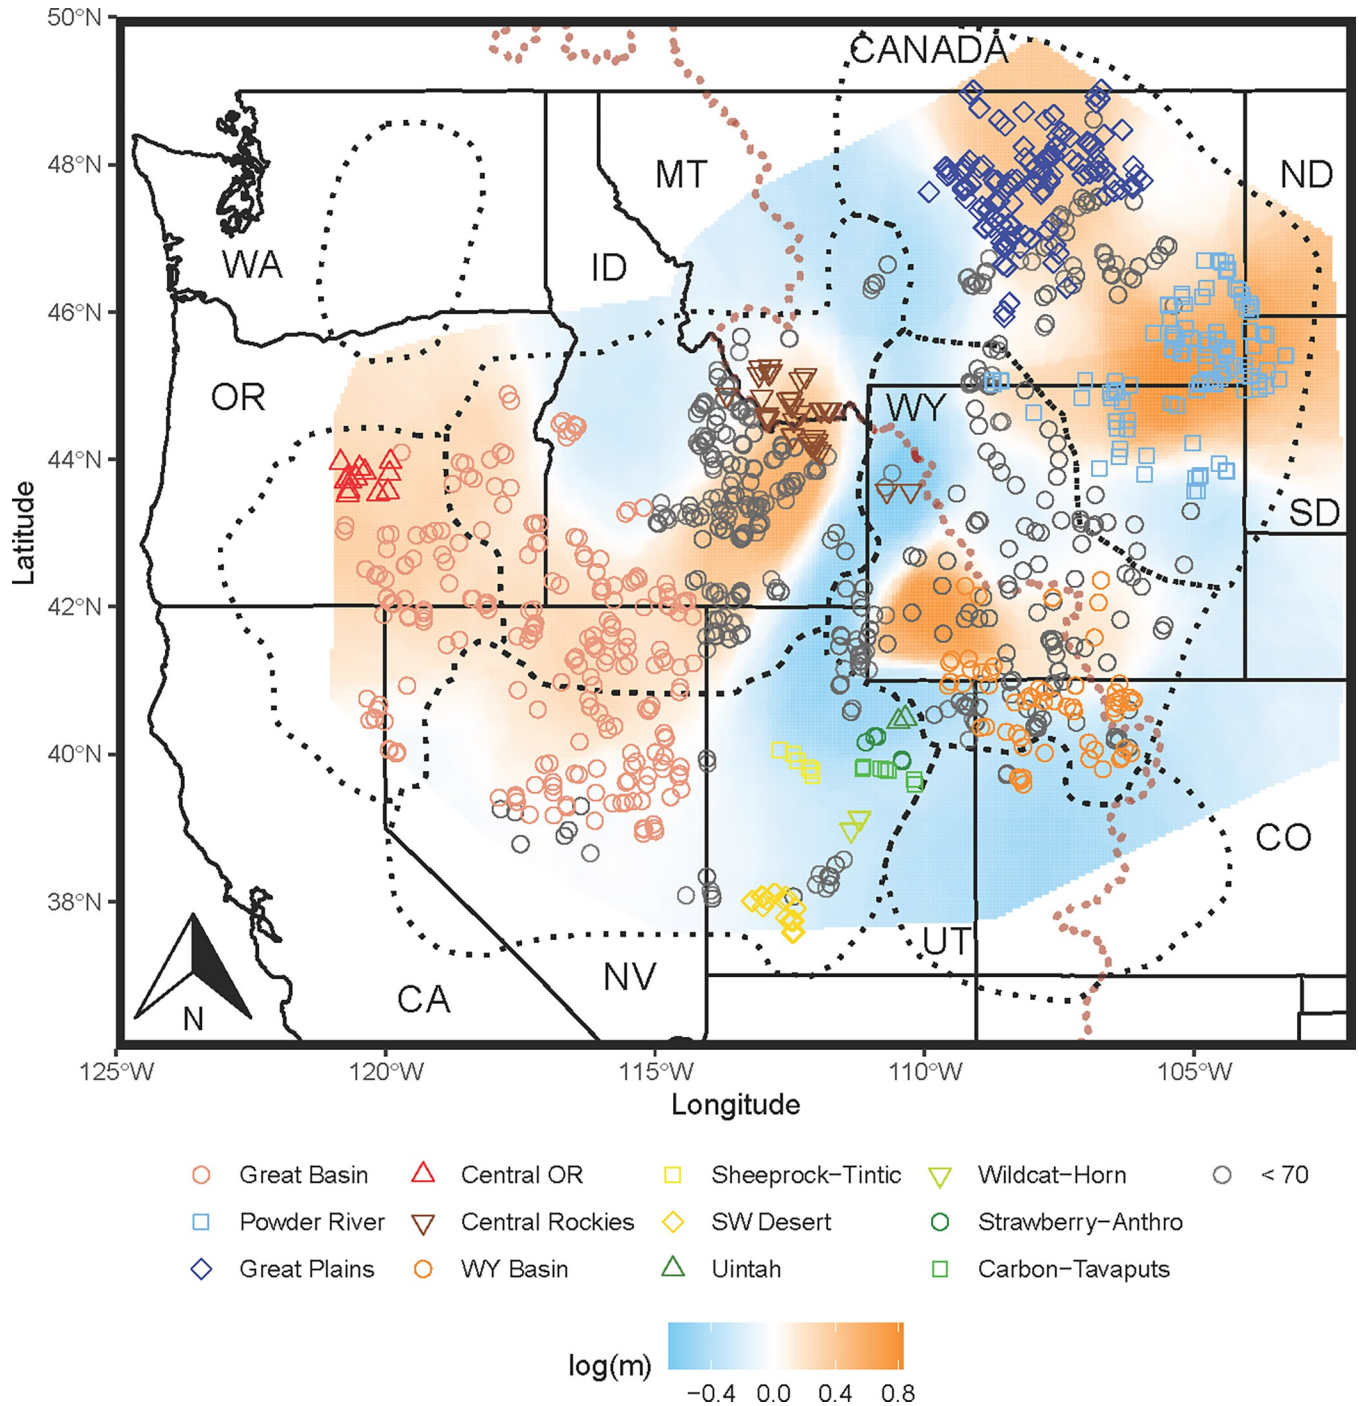 50°N
CANADA
48°N
MT
ND
WA
ID
46°N
OR
WY
44°N
SD
Latitude
42°N
40°N
CO
38°N
UT
NV
CA
N
125°W 120°W 115°W 110°W 105°W
Longitude
Great Basin Central OR Sheeprock−Tintic Wildcat−Horn < 70
Powder River Central Rockies SW Desert Strawberry−Anthro
Great Plains WY Basin Uintah Carbon−Tavaputs
log(m)
−0.4 0.0 0.4 0.8